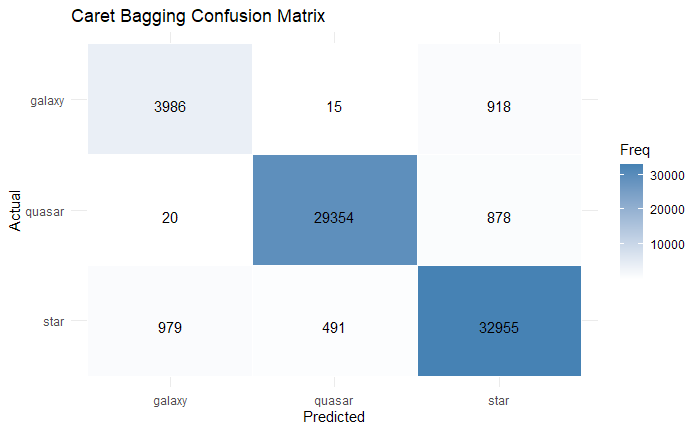 Caret Bagging Confusion Matrix
galaxy
3986
15
918
quasar
20
29354
878
star
979
491
32955
galaxy
quasar
star
Predicted
Actual
Freq
30000
20000
10000